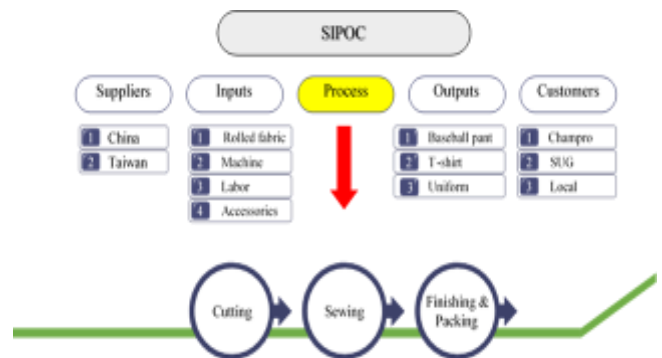 SIPOC
Suppliers
Inputs
Process
Outputs
Customers
1 China
2 Taiwan
1 Rolled fabric
2 Machine
3 Labor
4 Accessories
1 Baseball pant
2 T-shirt
3 Uniform
1 Champro
2 SUG
3 Local
Cutting
Sewing
Finishing &
Packing